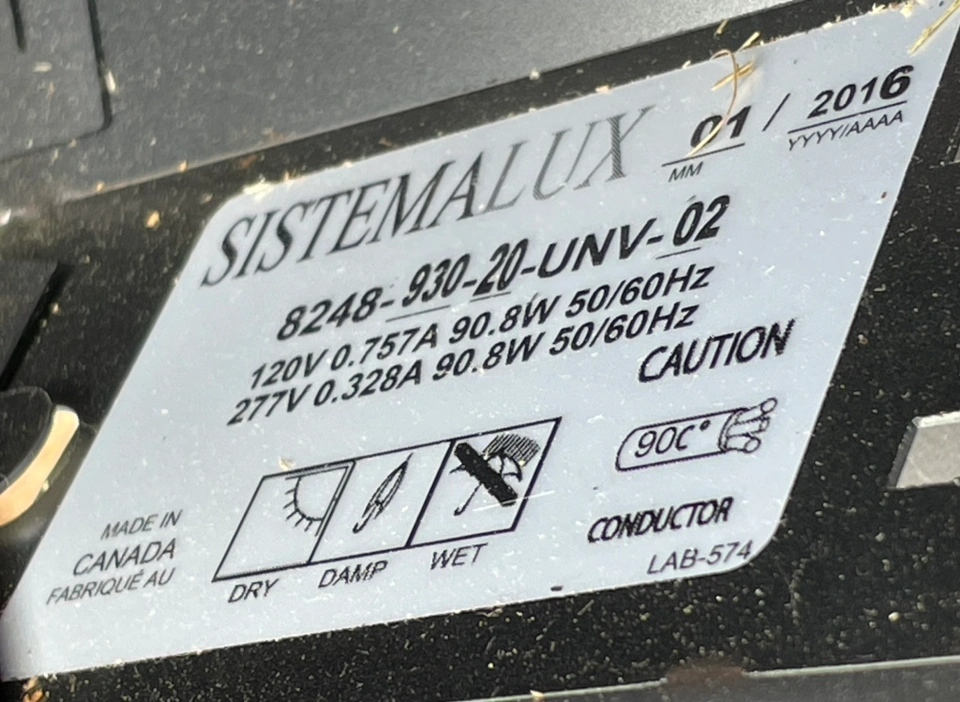 SISTEMALUX 01 / 2016
MM YYYY/AAAA
8248-930-20-UNV-02
120V 0.757A 90.8W 50/60Hz
277V 0.328A 90.8W 50/60Hz
CAUTION
90C°
MADE IN
CANADA
FABRIQUÉ AU
DRY DAMP WET
CONDUCTOR
LAB-574